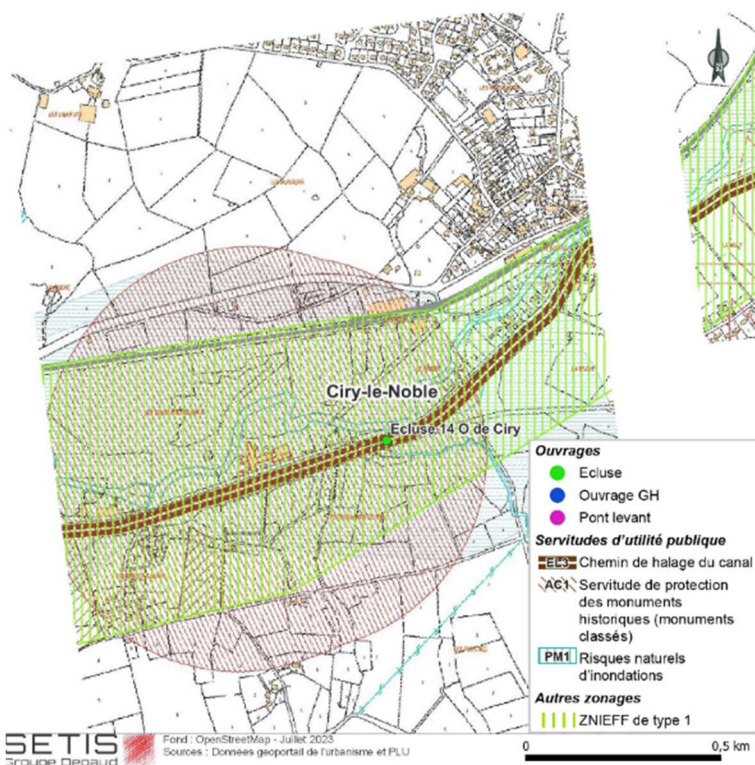 Ciry-le-Noble
Ecluse 14 O de Ciry
Ouvrages
Ecluse
Ouvrage GH
Pont levant
Servitudes d'utilité publique
EL3 Chemin de halage du canal
AC1 Servitude de protection
des monuments
historiques (monuments
classés)
PM1 Risques naturels
d'inondations
Autres zonages
ZNIEFF de type 1
SETIS
Groupe Degaud
Fond : OpenStreetMap - Juillet 2023
Sources : Données geoportail de l'urbanisme et PLU
0 0,5 km